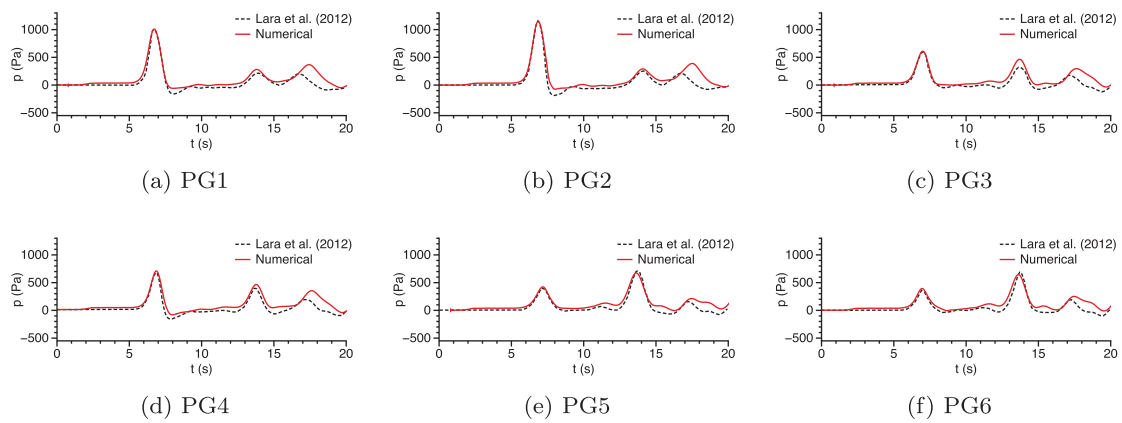 Lara et al. (2012)
Numerical
p (Pa)
1000
500
0
−500
0 5 10 15 20
t (s)
(a) PG1
Lara et al. (2012)
Numerical
p (Pa)
1000
500
0
−500
0 5 10 15 20
t (s)
(b) PG2
Lara et al. (2012)
Numerical
p (Pa)
1000
500
0
−500
0 5 10 15 20
t (s)
(c) PG3
Lara et al. (2012)
Numerical
p (Pa)
1000
500
0
−500
0 5 10 15 20
t (s)
(d) PG4
Lara et al. (2012)
Numerical
p (Pa)
1000
500
0
−500
0 5 10 15 20
t (s)
(e) PG5
Lara et al. (2012)
Numerical
p (Pa)
1000
500
0
−500
0 5 10 15 20
t (s)
(f) PG6